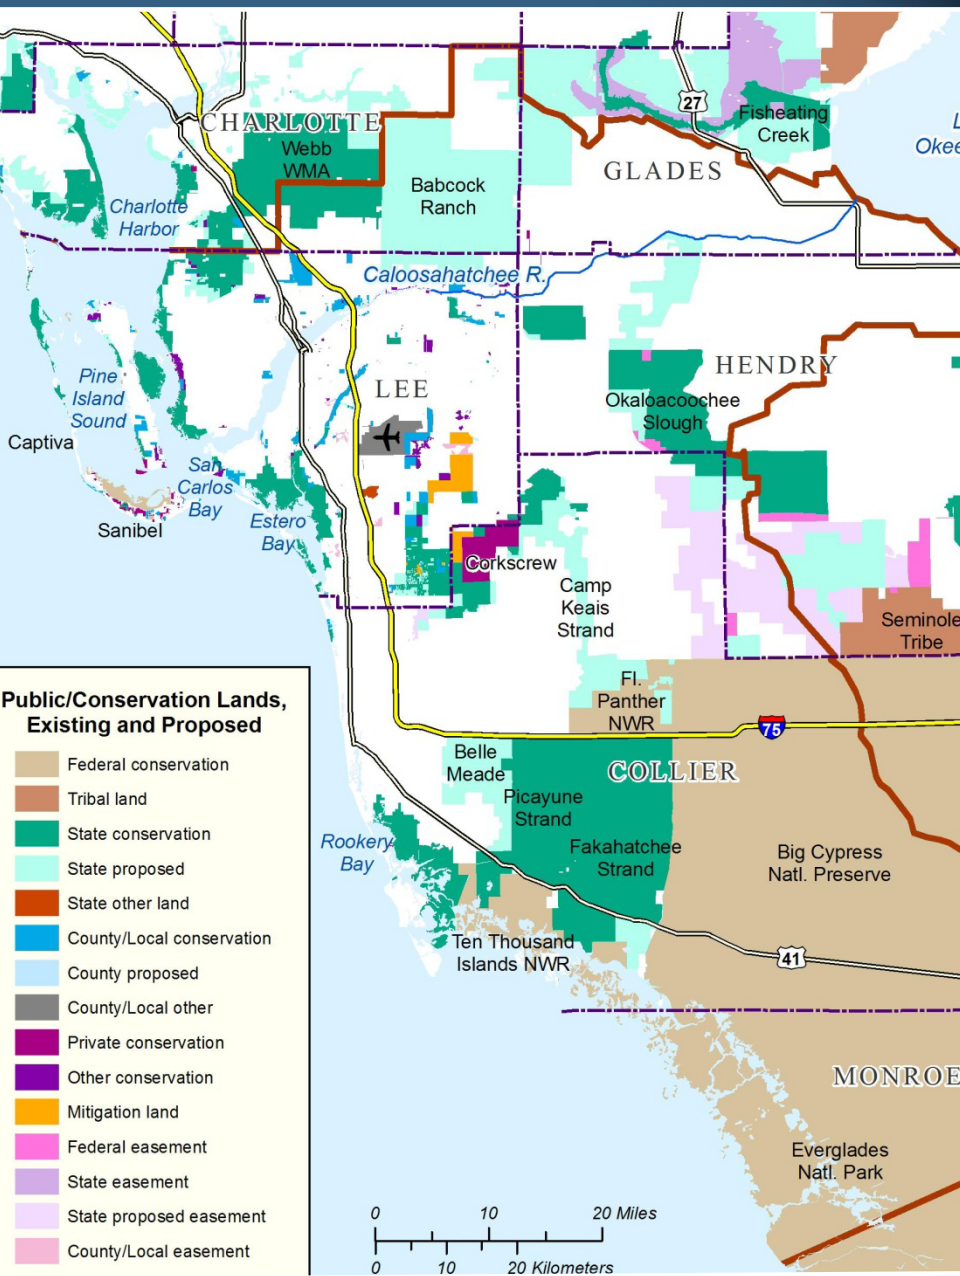 27
CHARLOTTE
Webb
WMA
Fisheating
Creek
L
Okee
GLADES
Babcock
Ranch
Charlotte
Harbor
Caloosahatchee R.
HENDRY
LEE
Pine
Island
Sound
Okaloacoochee
Slough
Captiva
San
Carlos
Bay
Sanibel
Estero
Bay
Corkscrew
Camp
Keais
Strand
Seminole
Tribe
Fl.
Panther
NWR
75
Belle
Meade
COLLIER
Picayune
Strand
Fakahatchee
Strand
Big Cypress
Natl. Preserve
Rookery
Bay
Ten Thousand
Islands NWR
41
MONROE
Everglades
Natl. Park
Public/Conservation Lands,
Existing and Proposed
Federal conservation
Tribal land
State conservation
State proposed
State other land
County/Local conservation
County proposed
County/Local other
Private conservation
Other conservation
Mitigation land
Federal easement
State easement
State proposed easement
County/Local easement
0 10 20 Miles
0 10 20 Kilometers